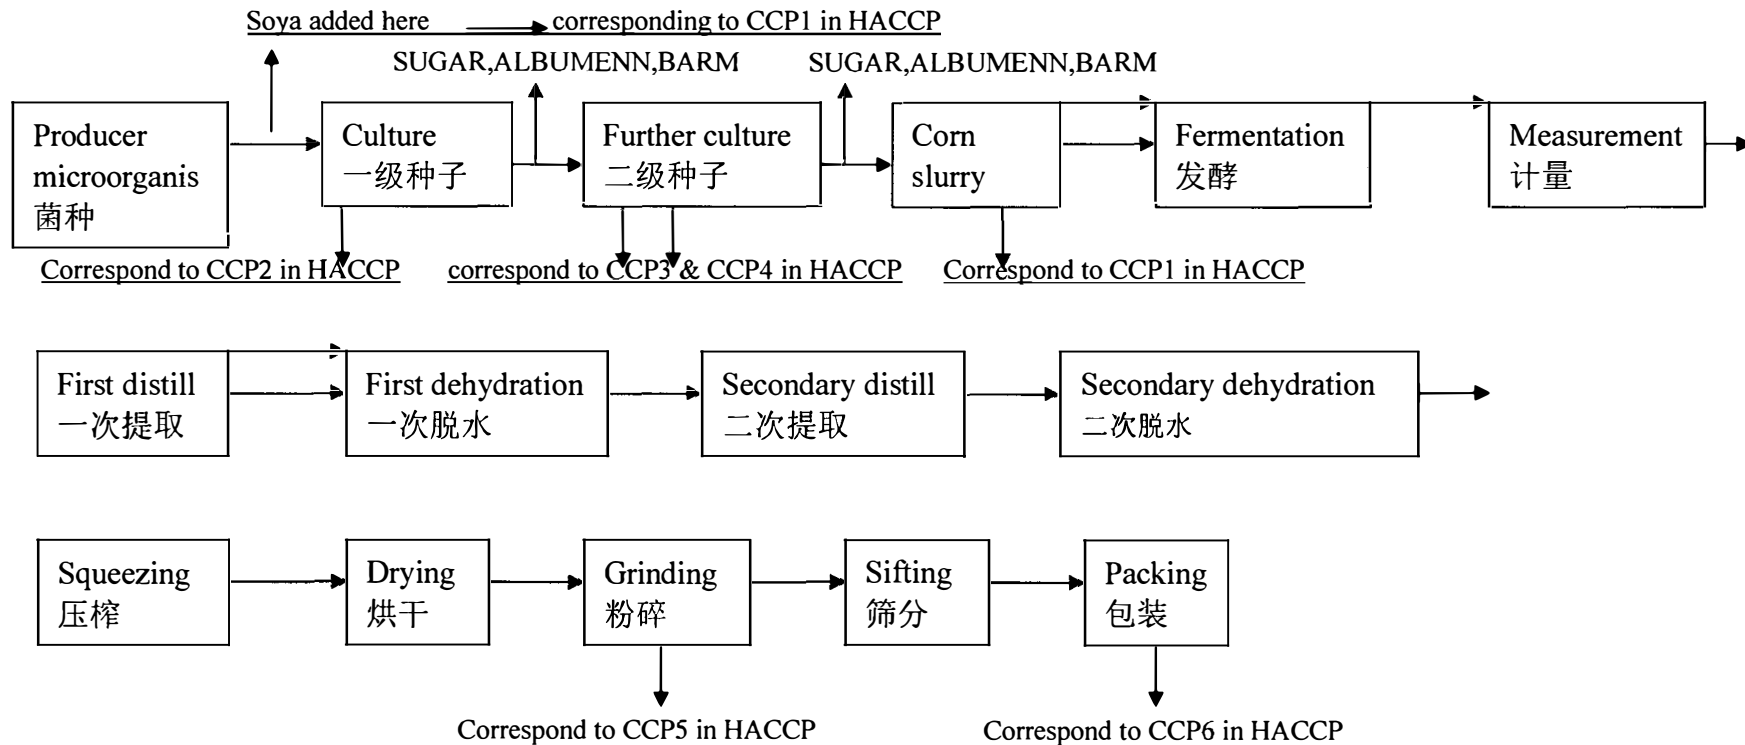 Soya added here corresponding to CCP1 in HACCP
SUGAR,ALBUMENN,BARM
SUGAR,ALBUMENN,BARM
Producer
microorganis
菌种
Culture
一级种子
Further culture
二级种子
Corn
slurry
Fermentation
发酵
Measurement
计量
Correspond to CCP2 in HACCP
correspond to CCP3 & CCP4 in HACCP
Correspond to CCP1 in HACCP
First distill
一次提取
First dehydration
一次脱水
Secondary distill
二次提取
Secondary dehydration
二次脱水
Squeezing
压榨
Drying
烘干
Grinding
粉碎
Sifting
筛分
Packing
包装
Correspond to CCP5 in HACCP
Correspond to CCP6 in HACCP